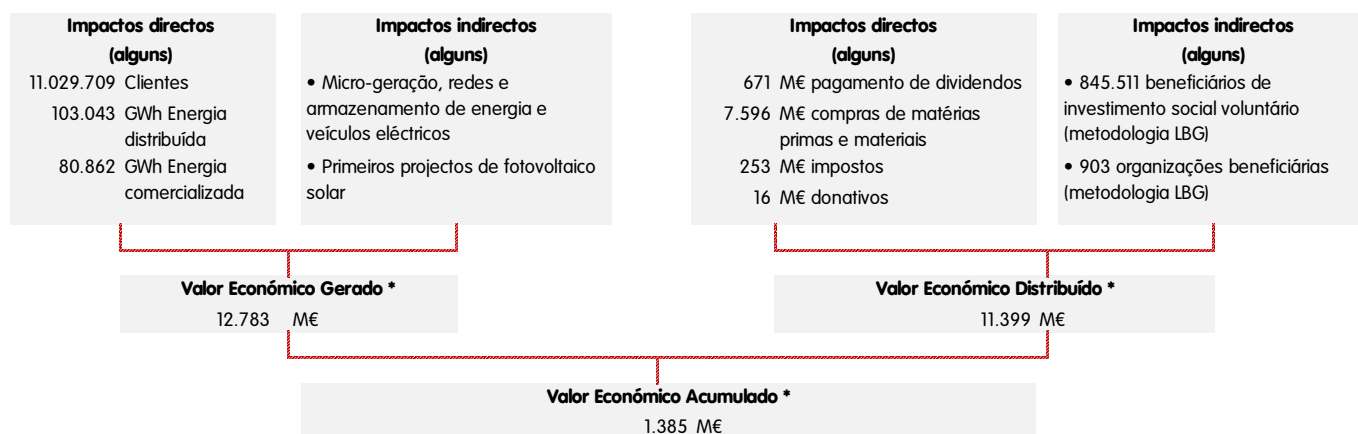 Impactos directos
(alguns)
11.029.709 Clientes
103.043 GWh Energia
distribuída
80.862 GWh Energia
comercializada
Impactos indirectos
(alguns)
• Micro-geração, redes e
armazenamento de energia e
veículos eléctricos
• Primeiros projectos de fotovoltaico
solar
Impactos directos
(alguns)
671 M€ pagamento de dividendos
7.596 M€ compras de matérias
primas e materiais
253 M€ impostos
16 M€ donativos
Impactos indirectos
(alguns)
• 845.511 beneficiários de
investimento social voluntário
(metodologia LBG)
• 903 organizações beneficiárias
(metodologia LBG)
Valor Económico Gerado *
12.783 M€
Valor Económico Distribuído *
11.399 M€
Valor Económico Acumulado *
1.385 M€